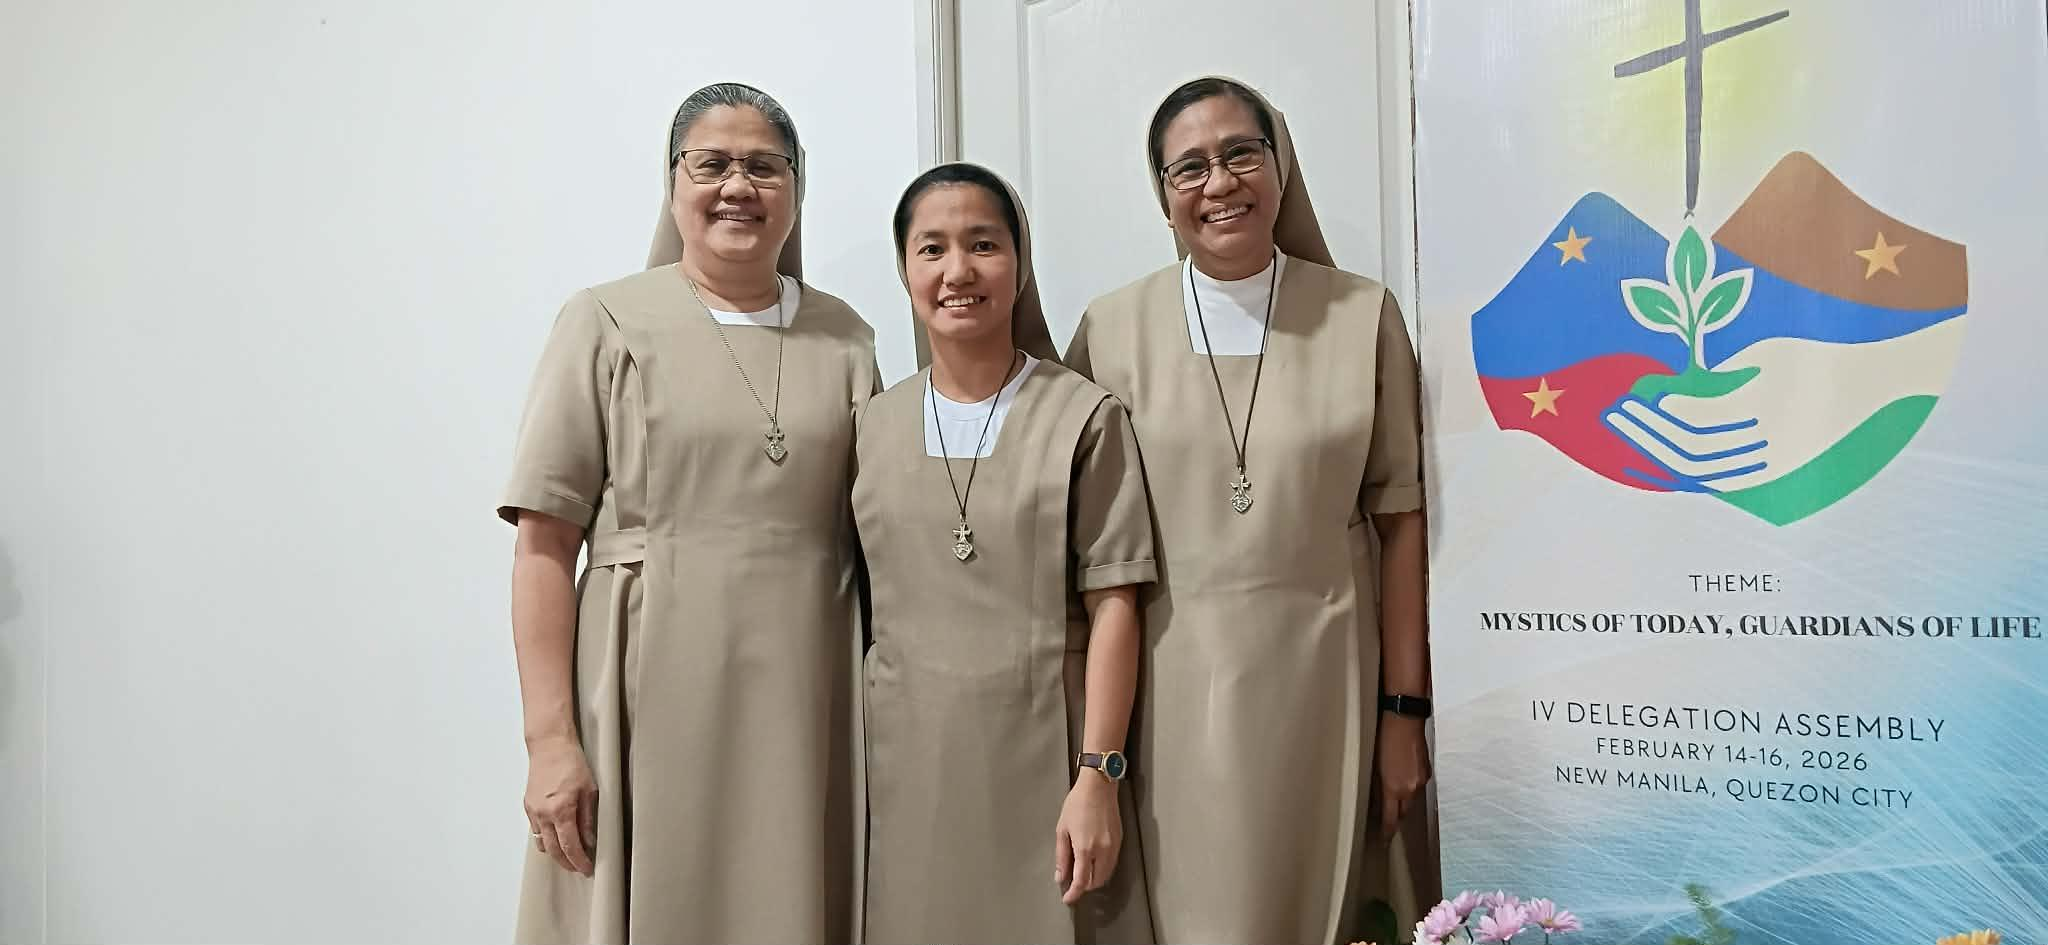 THEME:
MYSTICS OF TODAY, GUARDIANS OF LIFE
IV DELEGATION ASSEMBLY
FEBRUARY 14-16, 2026
NEW MANILA, QUEZON CITY